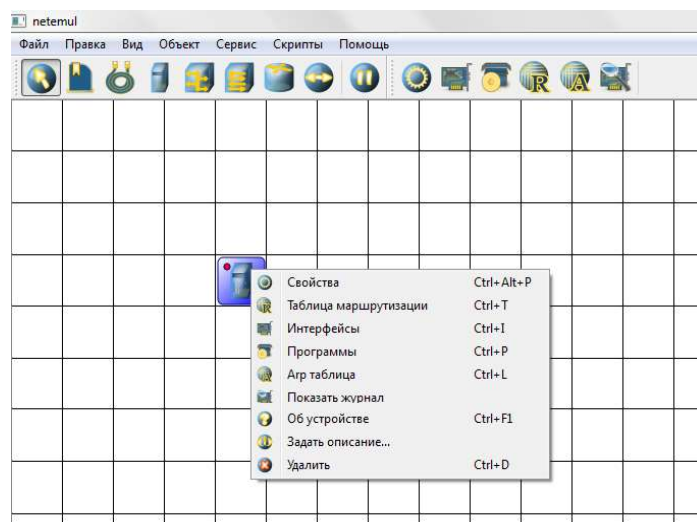 netemul
Файл Правка Вид Объект Сервис Скрипты Помощь
Свойства Ctrl+Alt+P
Таблица маршрутизации Ctrl+T
Интерфейсы Ctrl+I
Программы Ctrl+P
Arp таблица Ctrl+L
Показать журнал
Об устройстве Ctrl+F1
Задать описание...
Удалить Ctrl+D